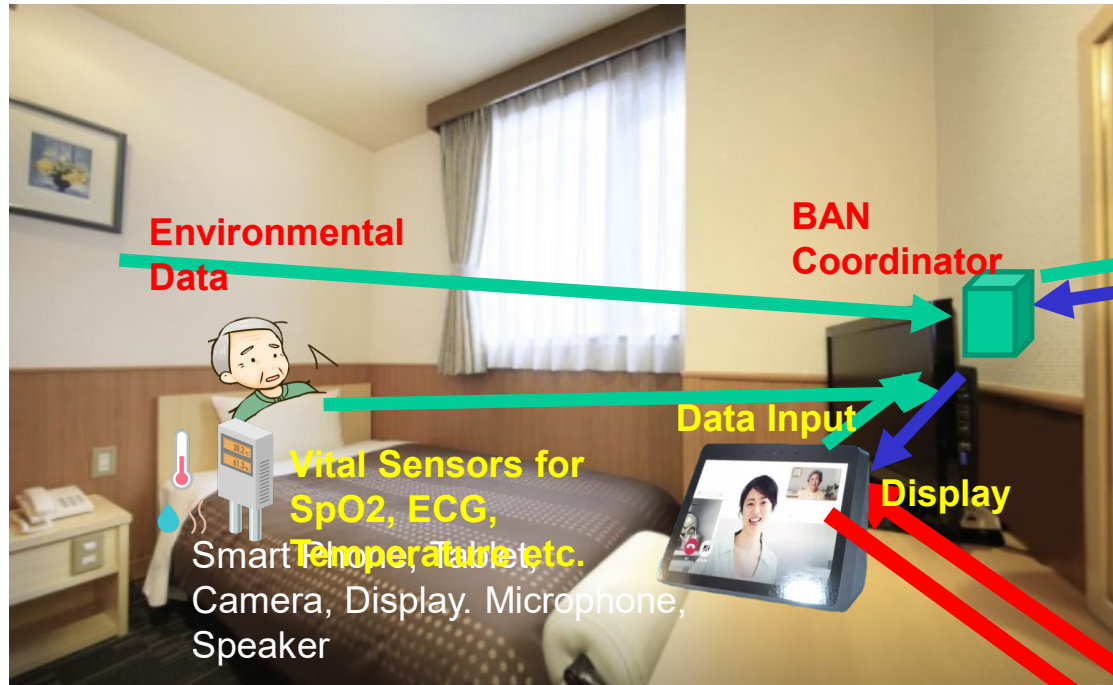 Environmental
Data
BAN
Coordinator
Data Input
Vital Sensors for
SpO2, ECG,
Temperature etc.
Display
Smart Phone, Tablet,
Camera, Display. Microphone,
Speaker